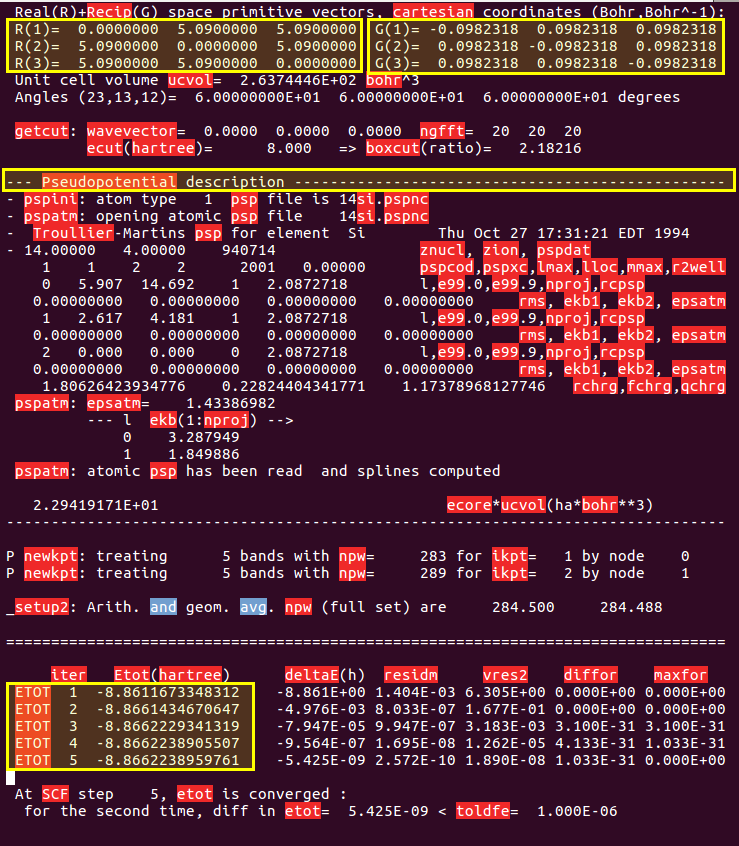 Real(R)+Recip(G) space primitive vectors, cartesian coordinates (Bohr,Bohr^-1):
R(1)=  0.0000000  5.0900000  5.0900000  G(1)= -0.0982318  0.0982318  0.0982318
R(2)=  5.0900000  0.0000000  5.0900000  G(2)=  0.0982318 -0.0982318  0.0982318
R(3)=  5.0900000  5.0900000  0.0000000  G(3)=  0.0982318  0.0982318 -0.0982318
Unit cell volume ucvol=  2.6374446E+02 bohr^3
Angles (23,13,12)=  6.00000000E+01  6.00000000E+01  6.00000000E+01 degrees
getcut: wavevector=  0.0000  0.0000  0.0000  ngfft=  20  20  20
ecut(hartree)=      8.000   => boxcut(ratio)=   2.18216
--- Pseudopotential description ------------------------------------------------
- pspini: atom type   1  psp file is 14si.pspnc
- pspatm: opening atomic psp file    14si.pspnc
-  Troullier-Martins psp for element  Si        Thu Oct 27 17:31:21 EDT 1994
- 14.00000   4.00000    940714                znucl, zion, pspdat
1    1    2    2      2001   0.00000      pspcod,pspxc,lmax,lloc,mmax,r2well
0   5.907  14.692    1   2.0872718        l,e99.0,e99.9,nproj,rcpsp
0.00000000   0.00000000   0.00000000   0.00000000     rms, ekb1, ekb2, epsatm
1   2.617   4.181    1   2.0872718        l,e99.0,e99.9,nproj,rcpsp
0.00000000   0.00000000   0.00000000   0.00000000     rms, ekb1, ekb2, epsatm
2   0.000   0.000    0   2.0872718        l,e99.0,e99.9,nproj,rcpsp
0.00000000   0.00000000   0.00000000   0.00000000     rms, ekb1, ekb2, epsatm
1.80626423934776    0.22824404341771    1.17378968127746   rchrg,fchrg,qchrg
pspatm: epsatm=    1.43386982
--- l  ekb(1:nproj) -->
0    3.287949
1    1.849886
pspatm: atomic psp has been read  and splines computed
2.29419171E+01                                ecore*ucvol(ha*bohr**3)
--------------------------------------------------------------------------------
P newkpt: treating      5 bands with npw=     283 for ikpt=   1 by node    0
P newkpt: treating      5 bands with npw=     289 for ikpt=   2 by node    1
_setup2: Arith. and geom. avg. npw (full set) are     284.500     284.488
================================================================================
iter   Etot(hartree)      deltaE(h)  residm     vres2    diffor    maxfor
ETOT  1  -8.8611673348312    -8.861E+00 1.404E-03 6.305E+00 0.000E+00 0.000E+00
ETOT  2  -8.8661434670647    -4.976E-03 8.033E-07 1.677E-01 0.000E+00 0.000E+00
ETOT  3  -8.8662229341319    -7.947E-05 9.947E-07 3.183E-03 3.100E-31 3.100E-31
ETOT  4  -8.8662238905507    -9.564E-07 1.695E-08 1.262E-05 4.133E-31 1.033E-31
ETOT  5  -8.8662238959761    -5.425E-09 2.572E-10 1.890E-08 1.033E-31 0.000E+00
At SCF step    5, etot is converged :
for the second time, diff in etot=  5.425E-09 < toldfe=  1.000E-06